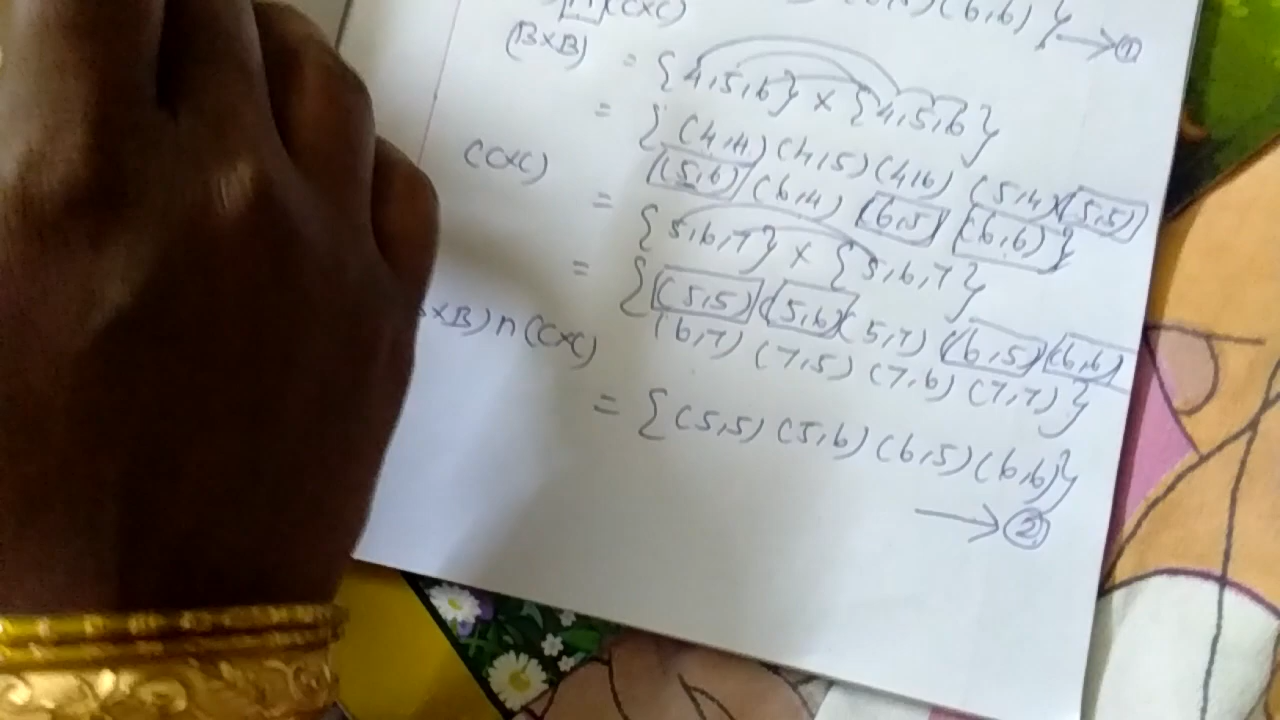 ∩ (C×C)
(6,6) } → ①
(B×B) = {4,5,6} × {4,5,6}
= { (4,4) (4,5) (4,6) (5,4) (5,5)
(5,6) (6,4) (6,5) (6,6) }
(C×C) = {5,6,7} × {5,6,7}
= { (5,5) (5,6) (5,7) (6,5) (6,6)
(6,7) (7,5) (7,6) (7,7) }
×B) ∩ (C×C)
= { (5,5) (5,6) (6,5) (6,6) }
→ ②